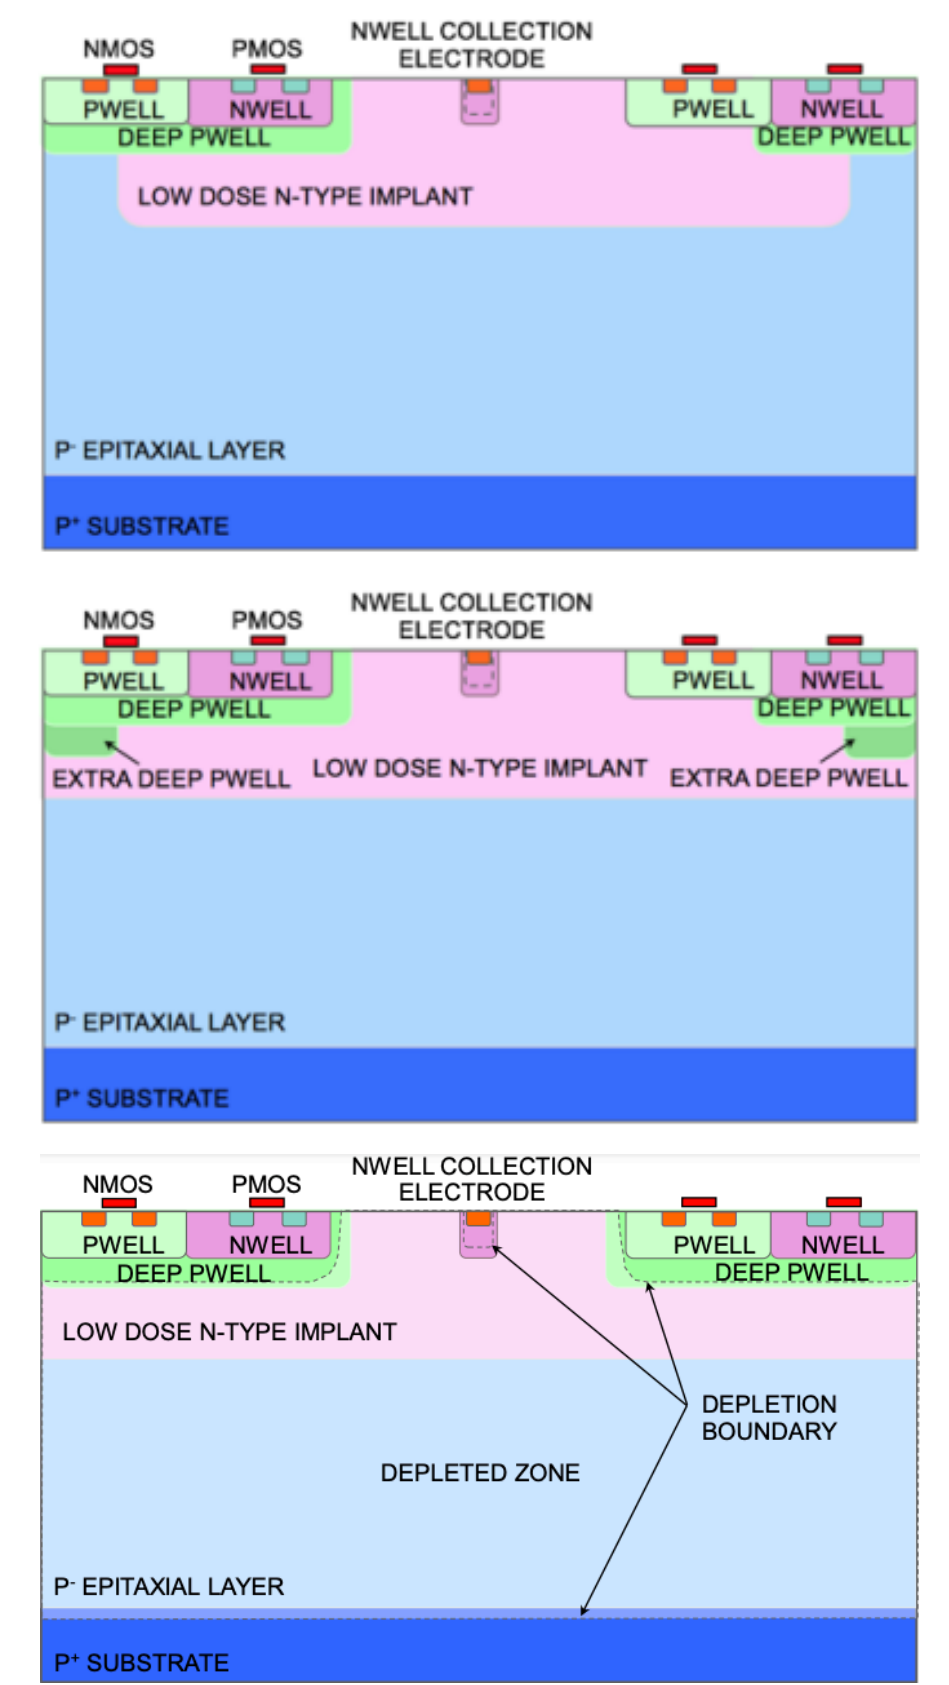 NWELL COLLECTION
ELECTRODE
NMOS
PMOS
PWELL
NWELL
PWELL
NWELL
DEEP PWELL
DEEP PWELL
LOW DOSE N-TYPE IMPLANT
P- EPITAXIAL LAYER
P+ SUBSTRATE
NWELL COLLECTION
ELECTRODE
NMOS
PMOS
PWELL
NWELL
PWELL
NWELL
DEEP PWELL
DEEP PWELL
EXTRA DEEP PWELL
LOW DOSE N-TYPE IMPLANT
EXTRA DEEP PWELL
P- EPITAXIAL LAYER
P+ SUBSTRATE
NWELL COLLECTION
ELECTRODE
NMOS
PMOS
PWELL
NWELL
PWELL
NWELL
DEEP PWELL
DEEP PWELL
LOW DOSE N-TYPE IMPLANT
DEPLETION
BOUNDARY
DEPLETED ZONE
P- EPITAXIAL LAYER
P+ SUBSTRATE